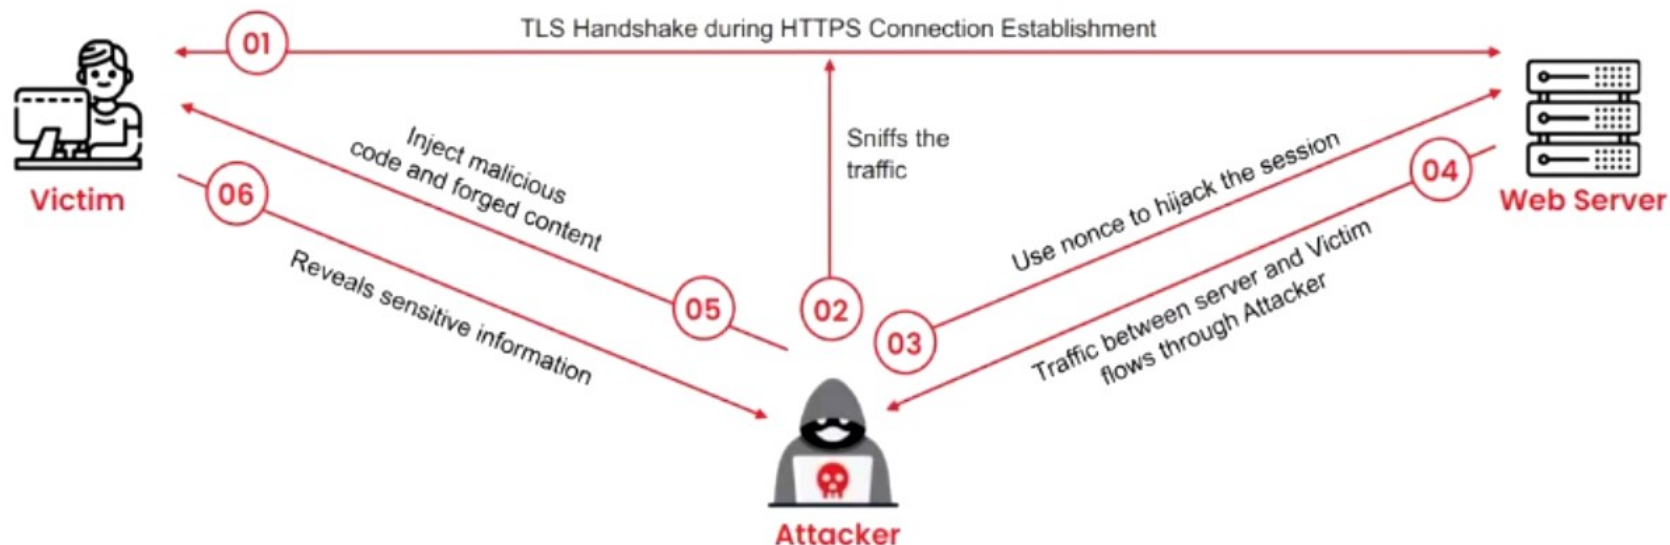 TLS Handshake during HTTPS Connection Establishment
01
Victim
Inject malicious
code and forged content
Sniffs the
traffic
Use nonce to hijack the session
04
Web Server
06
Reveals sensitive information
05
02
03
Traffic between server and Victim
flows through Attacker
Attacker